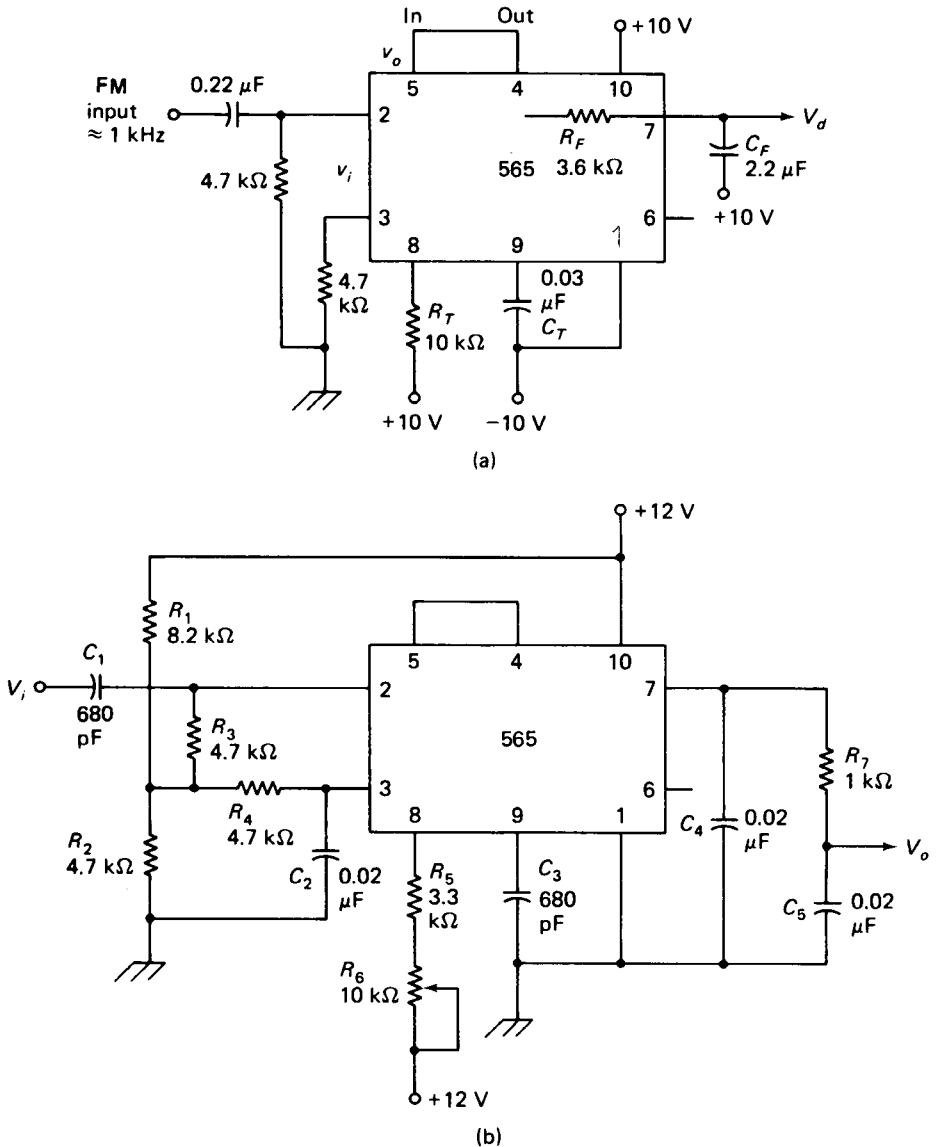 In
Out
+10 V
v_o
FM
input
≈ 1 kHz
0.22 μF
5
4
10
2
7
V_d
R_F
3.6 kΩ
C_F
2.2 μF
+10 V
4.7 kΩ
v_i
565
3
8
9
1
6
4.7
kΩ
R_T
10 kΩ
0.03
μF
C_T
+10 V
−10 V
(a)
+12 V
R_1
8.2 kΩ
C_1
V_i
680
pF
5
4
10
2
7
R_3
4.7 kΩ
565
R_7
1 kΩ
3
6
R_4
4.7 kΩ
8
9
1
R_2
4.7 kΩ
C_2
0.02
μF
R_5
3.3
kΩ
C_3
680
pF
C_4
0.02
μF
V_o
C_5
0.02
μF
R_6
10 kΩ
+12 V
(b)